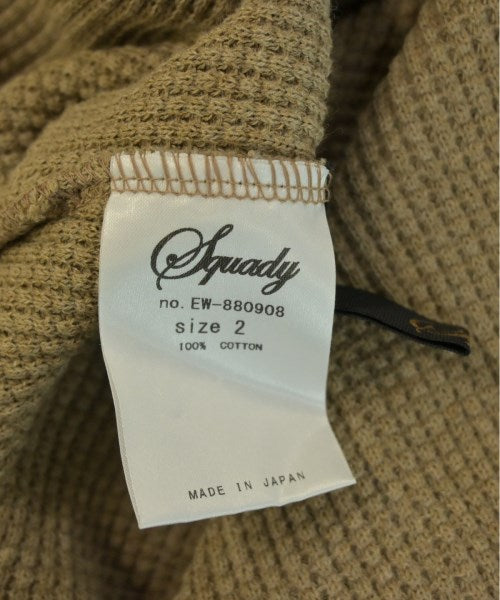 Squady
no. EW-880908
size 2
100% COTTON
MADE IN JAPAN